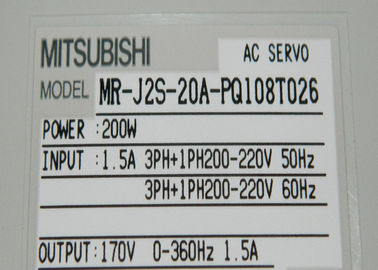 MITSUBISHI AC SERVO
MODEL MR-J2S-20A-PQ108T026
POWER :200W
INPUT :1.5A 3PH+1PH200-220V 50Hz
3PH+1PH200-220V 60Hz
OUTPUT:170V 0-360Hz 1.5A